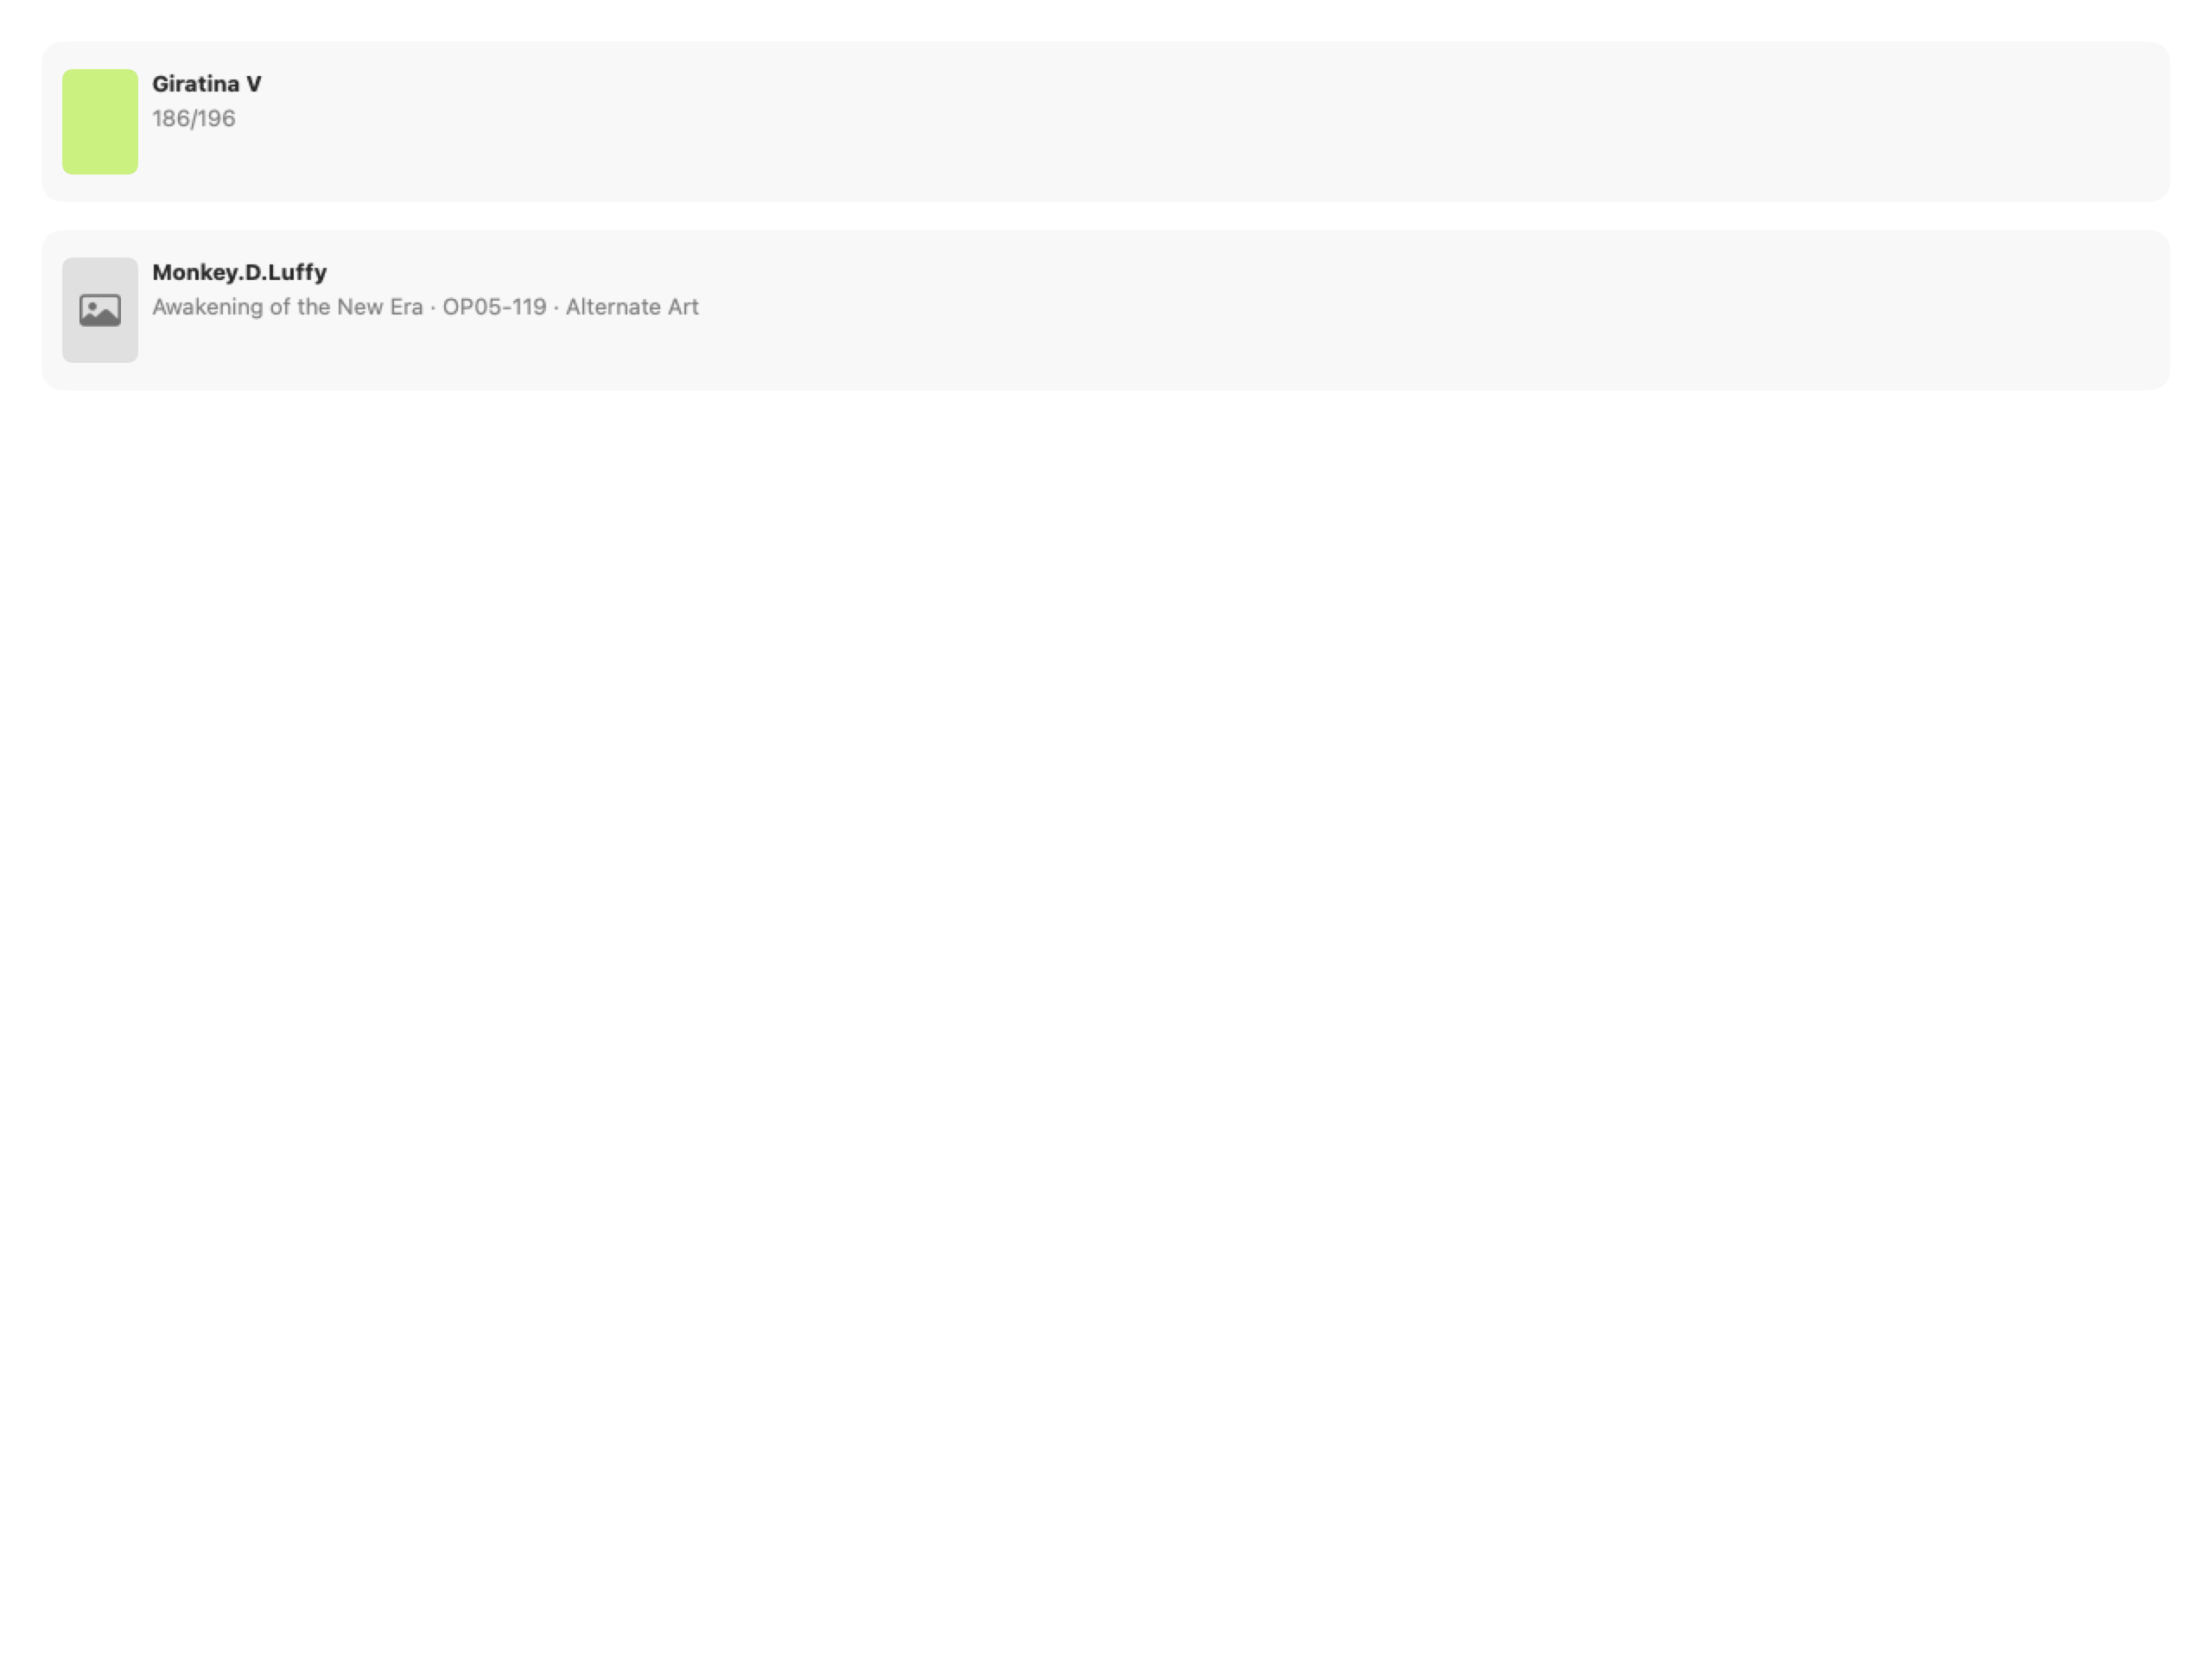 Giratina V
186/196
Monkey.D.Luffy
Awakening of the New Era · OP05-119 · Alternate Art